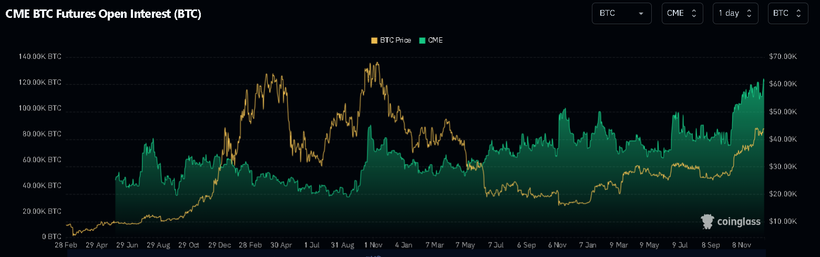 CME BTC Futures Open Interest (BTC)
BTC CME 1 day BTC
BTC Price CME
140.00K BTC $70.00K
120.00K BTC $60.00K
100.00K BTC $50.00K
80.00K BTC $40.00K
60.00K BTC $30.00K
40.00K BTC $20.00K
20.00K BTC $10.00K
0 BTC
coinglass
28 Feb 29 Apr 29 Jun 29 Aug 29 Oct 29 Dec 28 Feb 30 Apr 1 Jul 31 Aug 1 Nov 4 Jan 7 Mar 7 May 7 Jul 6 Sep 6 Nov 7 Jan 9 Mar 9 May 9 Jul 8 Sep 8 Nov